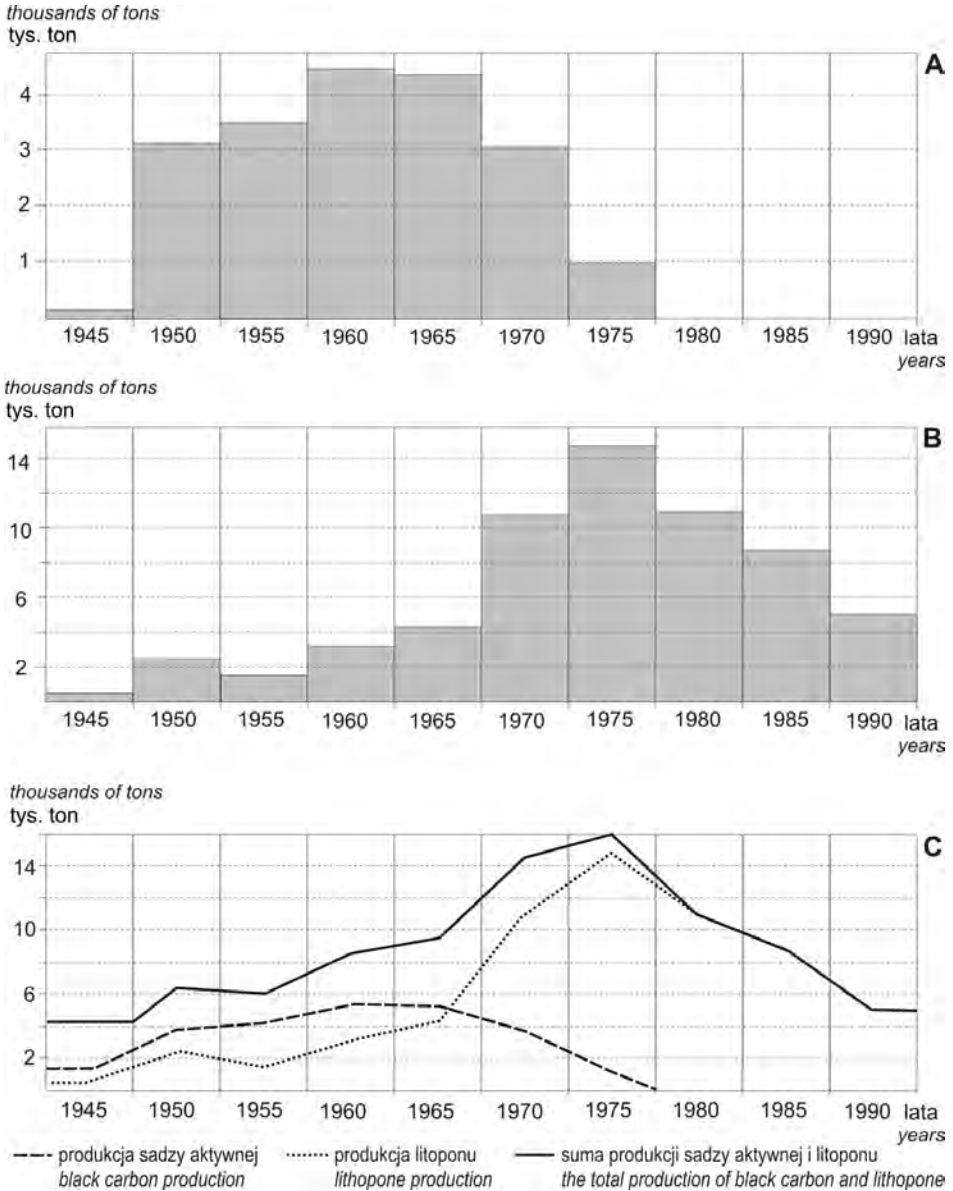 thousands of tons
tys. ton
A
4
3
2
1
1945 1950 1955 1960 1965 1970 1975 1980 1985 1990 lata
years
thousands of tons
tys. ton
B
14
10
6
2
1945 1950 1955 1960 1965 1970 1975 1980 1985 1990 lata
years
thousands of tons
tys. ton
C
14
10
6
2
1945 1950 1955 1960 1965 1970 1975 1980 1985 1990 lata
years
produkcja sadzy aktywnej produkcja litoponu suma produkcji sadzy aktywnej i litoponu
black carbon production lithopone production the total production of black carbon and lithopone